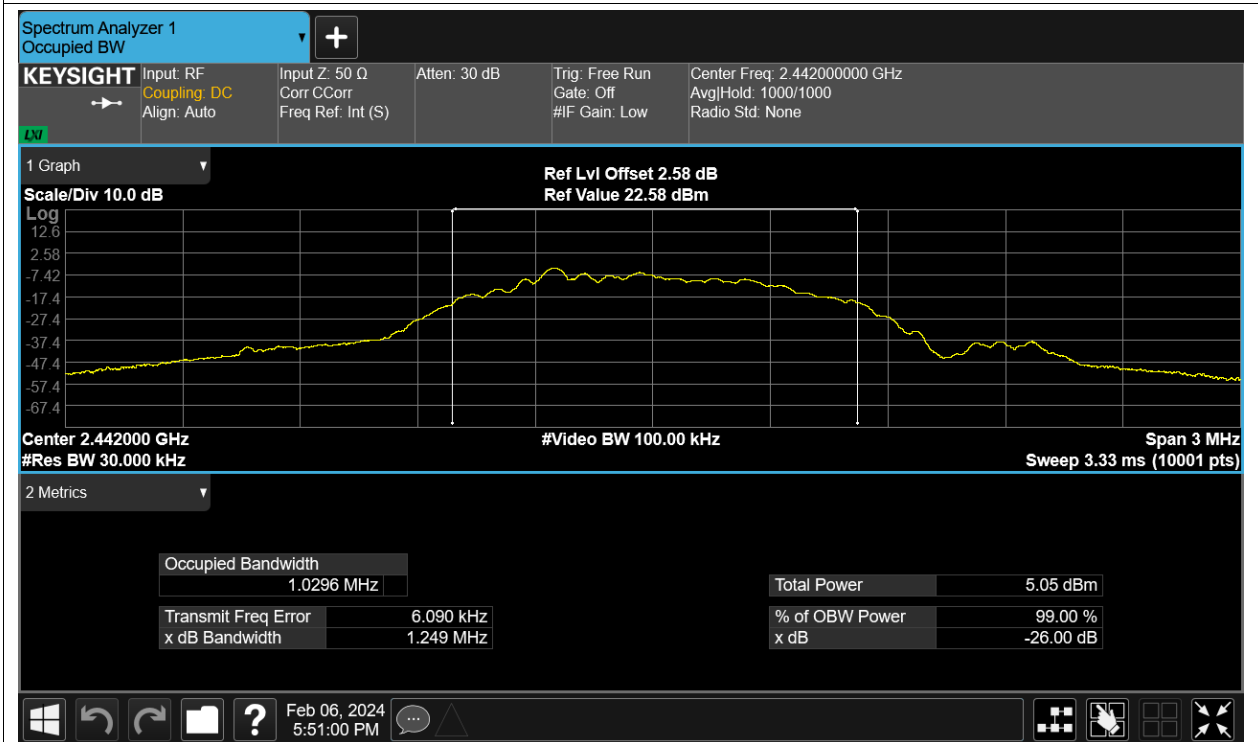 Spectrum Analyzer 1
Occupied BW
KEYSIGHT
LXI
Input: RF
Coupling: DC
Align: Auto
Input Z: 50 Ω
Corr CCorr
Freq Ref: Int (S)
Atten: 30 dB
Trig: Free Run
Gate: Off
#IF Gain: Low
Center Freq: 2.442000000 GHz
Avg|Hold: 1000/1000
Radio Std: None
1 Graph
Scale/Div 10.0 dB
Ref Lvl Offset 2.58 dB
Ref Value 22.58 dBm
Log
12.6
2.58
-7.42
-17.4
-27.4
-37.4
-47.4
-57.4
-67.4
Center 2.442000 GHz
#Res BW 30.000 kHz
#Video BW 100.00 kHz
Span 3 MHz
Sweep 3.33 ms (10001 pts)
2 Metrics
Occupied Bandwidth
1.0296 MHz
Transmit Freq Error 6.090 kHz
x dB Bandwidth 1.249 MHz
Total Power 5.05 dBm
% of OBW Power 99.00 %
x dB -26.00 dB
Feb 06, 2024
5:51:00 PM